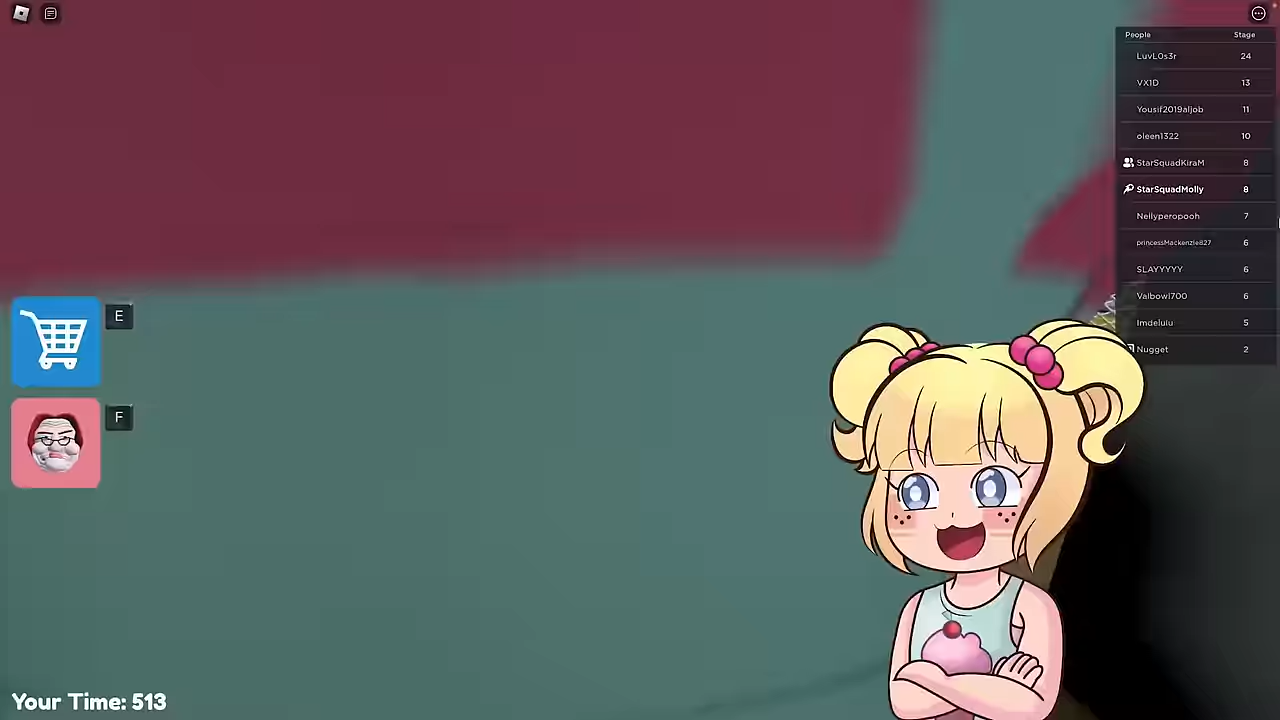 People Stage
LuvL0s3r 24
VX1D 13
Yousif2019aljob 11
oleen1322 10
StarSquadKiraM 8
StarSquadMolly 8
Nellyperopooh 7
princessMackenzie827 6
SLAYYYYY 6
Valbowl700 6
Imdelulu 5
Nugget 2
E
F
Your Time: 513